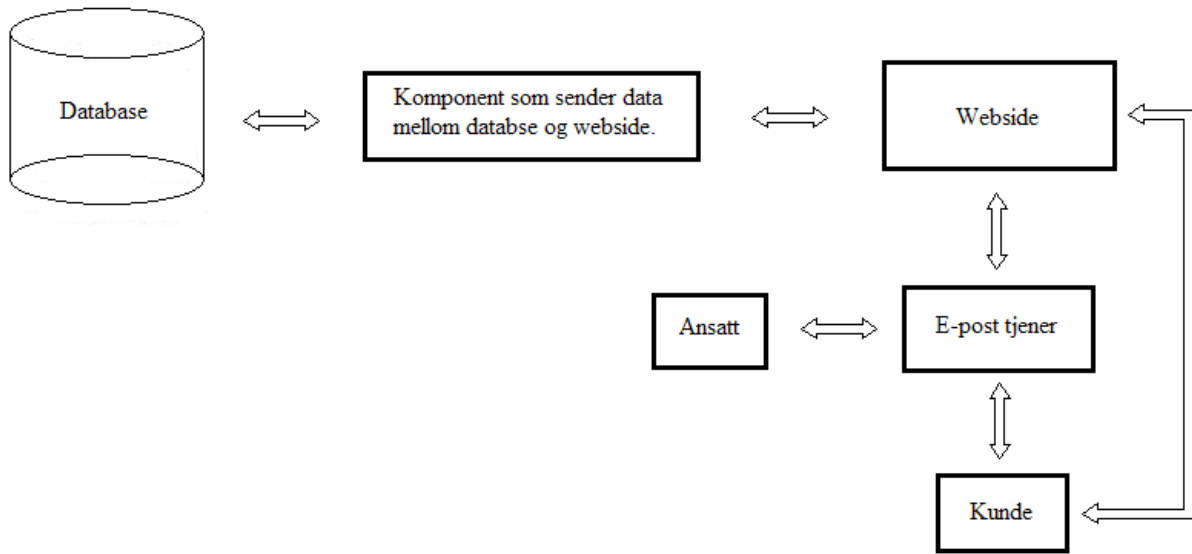 Database
Komponent som sender data
mellom databse og webside.
Webside
Ansatt
E-post tjener
Kunde